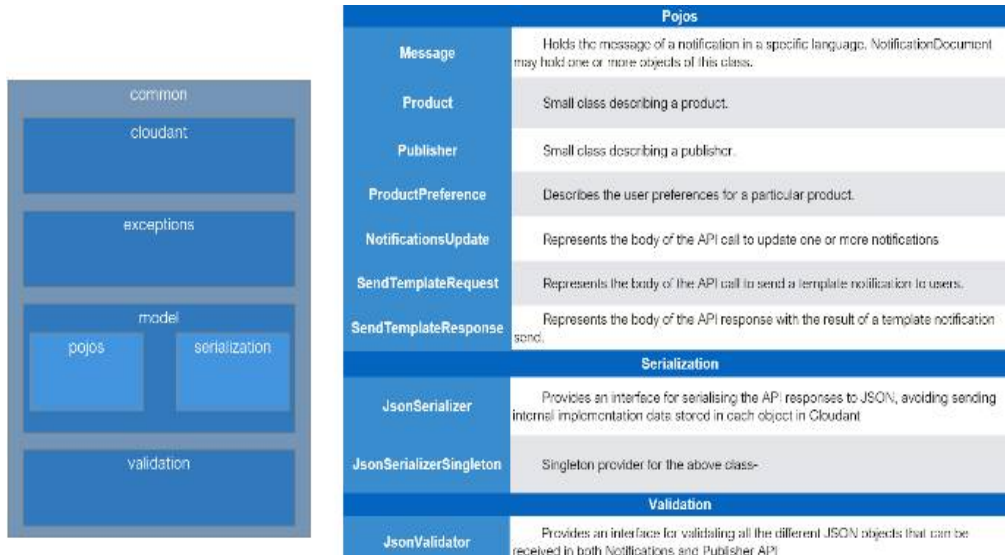 common
cloudant
exceptions
model
pojos
serialization
validation
Pojos
Message
Holds the message of a notification in a specific language. NotificationDocument
may hold one or more objects of this class.
Product
Small class describing a product.
Publisher
Small class describing a publisher.
ProductPreference
Describes the user preferences for a particular product.
NotificationsUpdate
Represents the body of the API call to update one or more notifications
SendTemplateRequest
Represents the body of the API call to send a template notification to users.
SendTemplateResponse
Represents the body of the API response with the result of a template notification
send.
Serialization
JsonSerializer
Provides an interface for serialising the API responses to JSON, avoiding sending
internal implementation data stored in each object in Cloudant
JsonSerializerSingleton
Singleton provider for the above class-
Validation
JsonValidator
Provides an interface for validating all the different JSON objects that can be
received in both Notifications and Publisher API